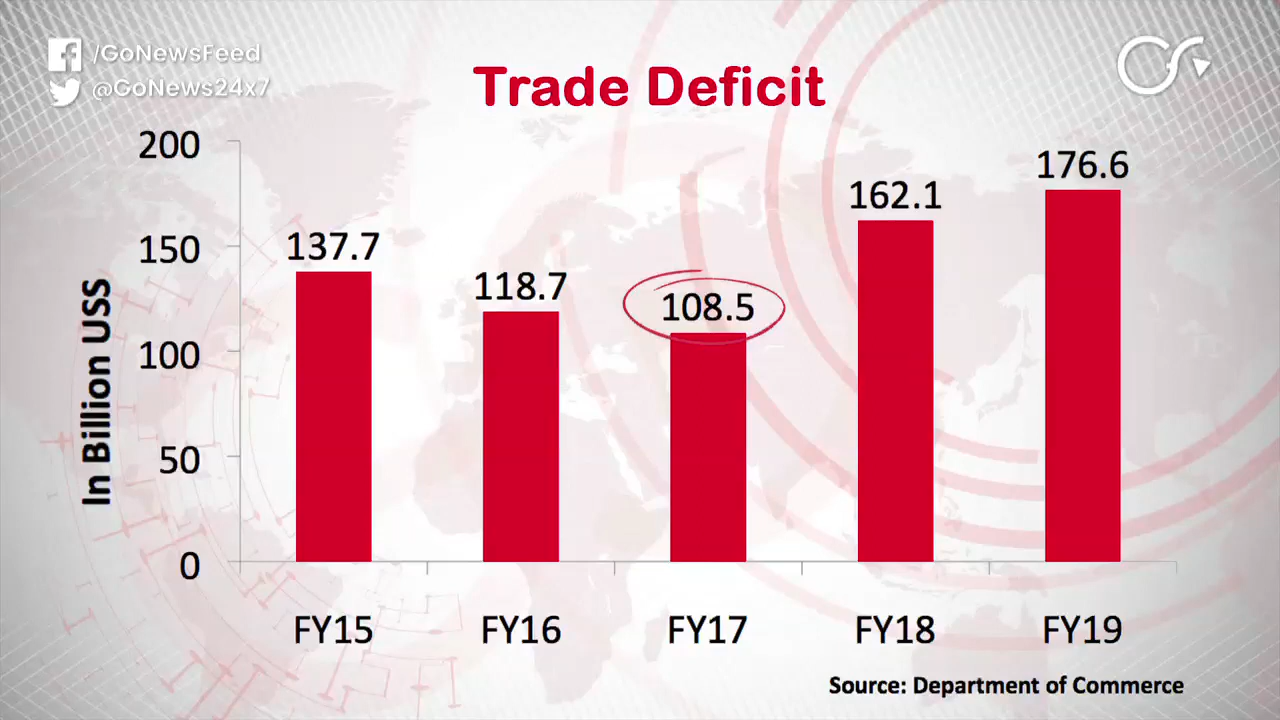 /GoNewsFeed
@GoNews24x7
Trade Deficit
In Billion USS
200
150
100
50
0
137.7
118.7
108.5
162.1
176.6
FY15
FY16
FY17
FY18
FY19
Source: Department of Commerce